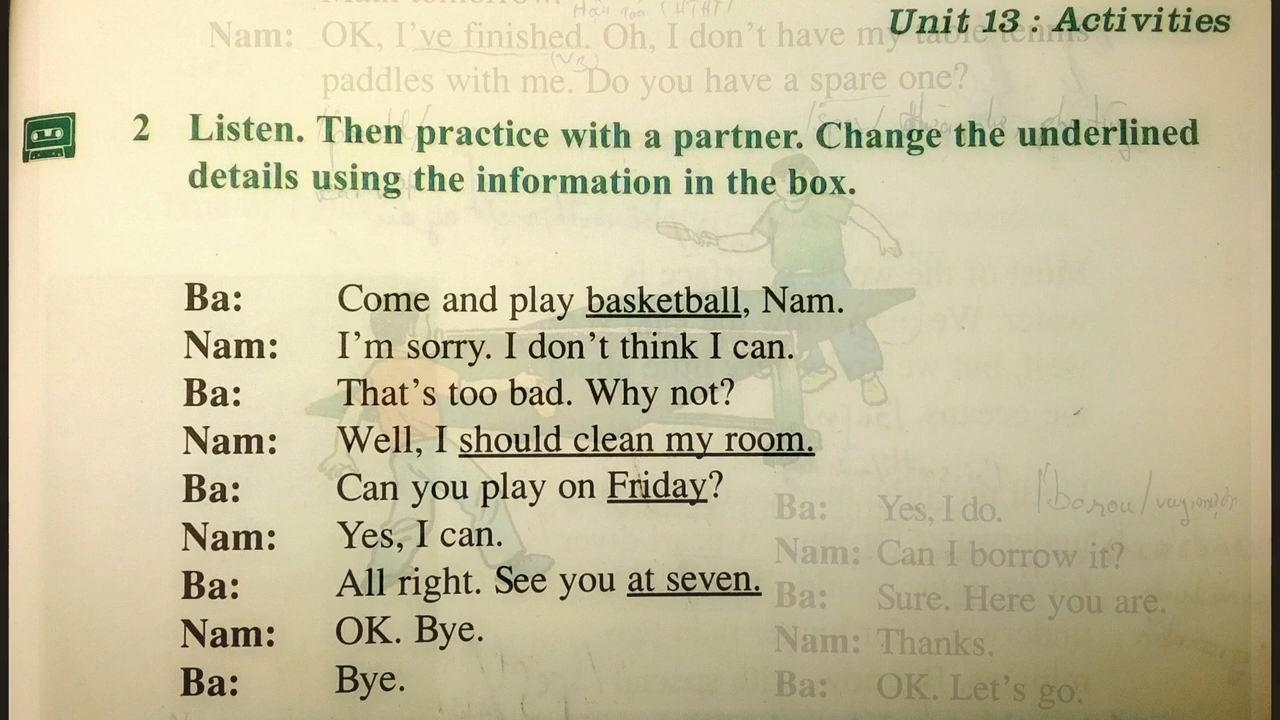 Unit 13 : Activities
Nam: OK, I've finished. Oh, I don't have my table tennis
paddles with me. Do you have a spare one?
2 Listen. Then practice with a partner. Change the underlined
details using the information in the box.
Ba: Come and play basketball, Nam.
Nam: I'm sorry. I don't think I can.
Ba: That's too bad. Why not?
Nam: Well, I should clean my room.
Ba: Can you play on Friday?
Nam: Yes, I can.
Ba: All right. See you at seven.
Nam: OK. Bye.
Ba: Bye.
Ba: Yes, I do.
Nam: Can I borrow it?
Ba: Sure. Here you are.
Nam: Thanks.
Ba: OK. Let's go.